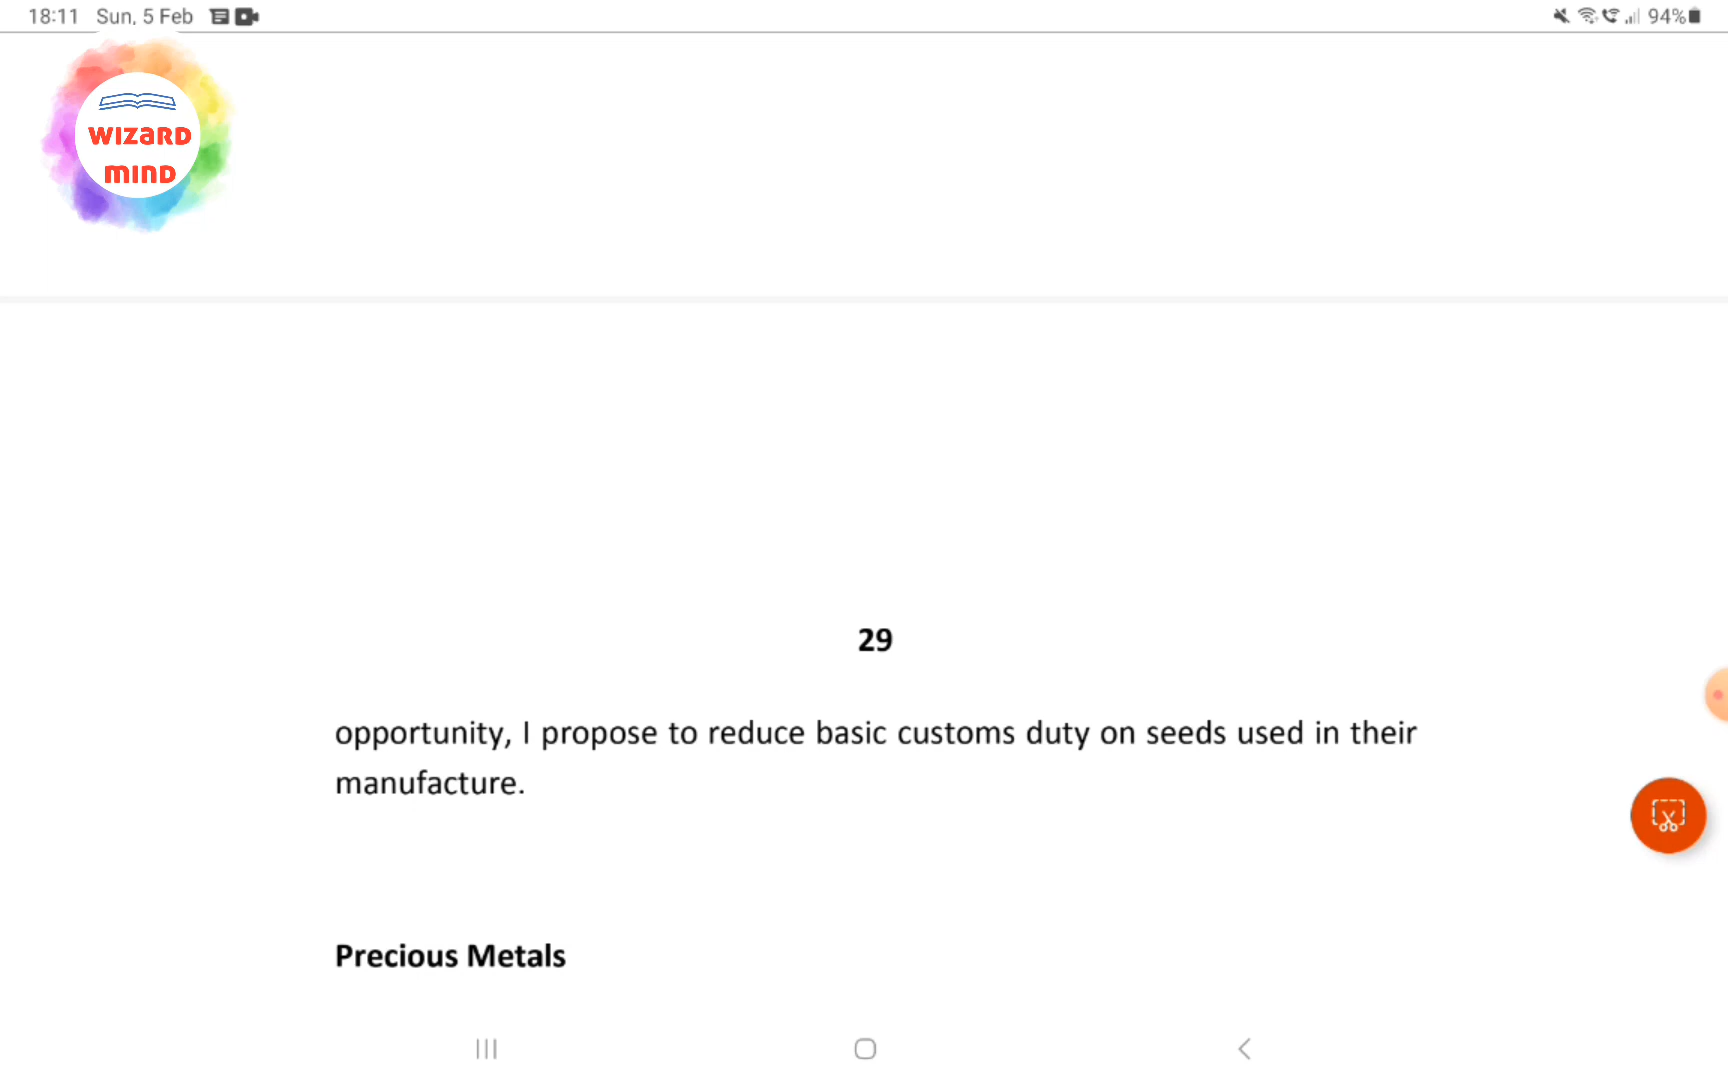 18:11 Sun, 5 Feb 94%
WIZARD
MIND
29
opportunity, I propose to reduce basic customs duty on seeds used in their
manufacture.
Precious Metals